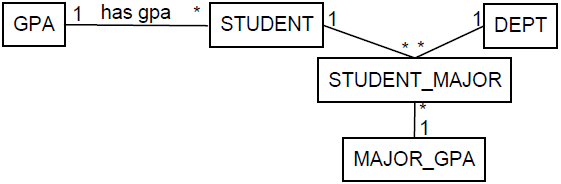 GPA 1 has gpa * STUDENT 1 1 DEPT
* *
STUDENT_MAJOR
*
1
MAJOR_GPA